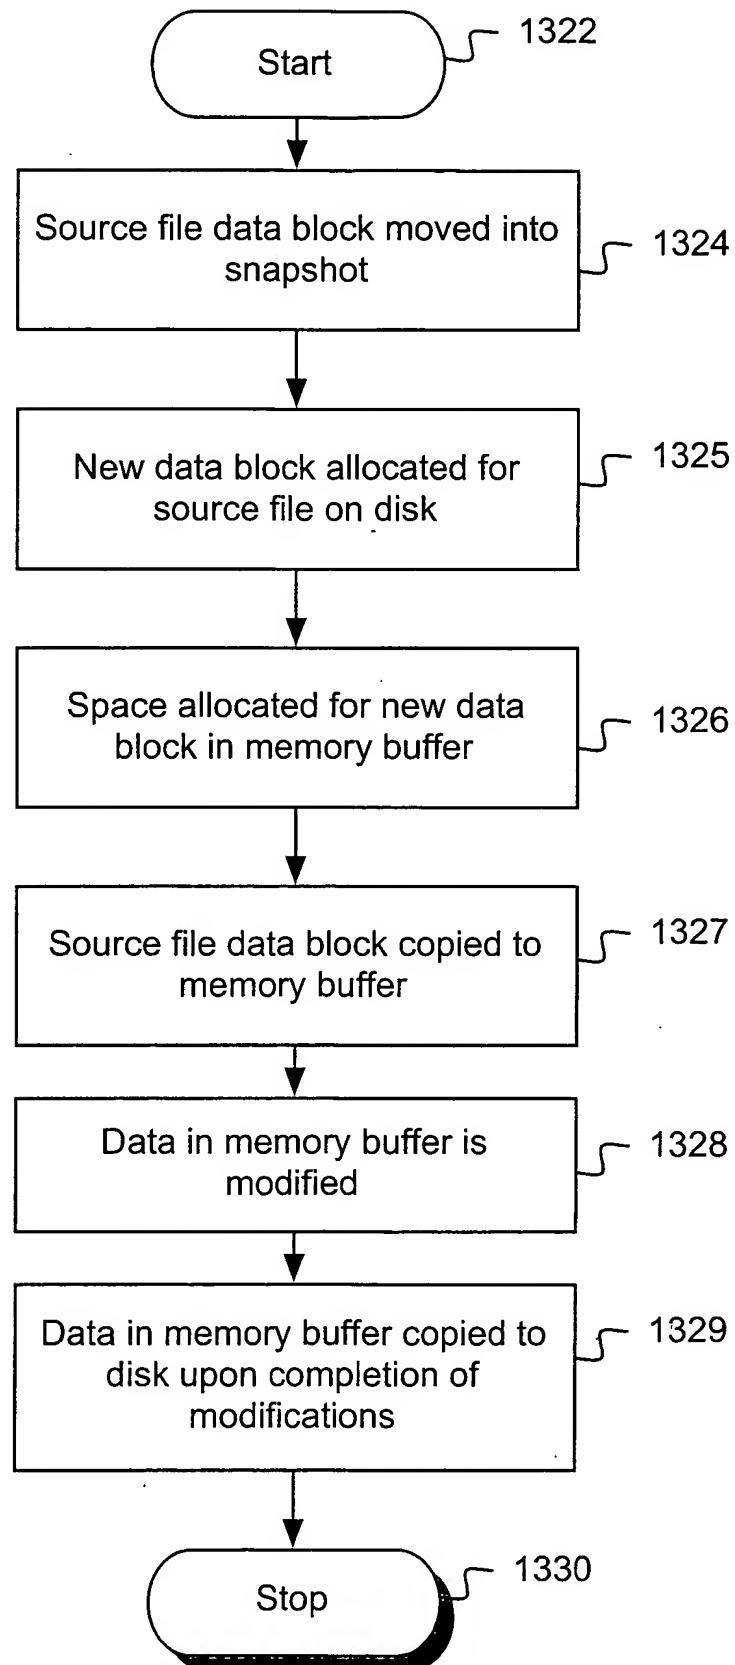 Start
1322
Source file data block moved into
snapshot
1324
New data block allocated for
source file on disk
1325
Space allocated for new data
block in memory buffer
1326
Source file data block copied to
memory buffer
1327
Data in memory buffer is
modified
1328
Data in memory buffer copied to
disk upon completion of
modifications
1329
Stop
1330